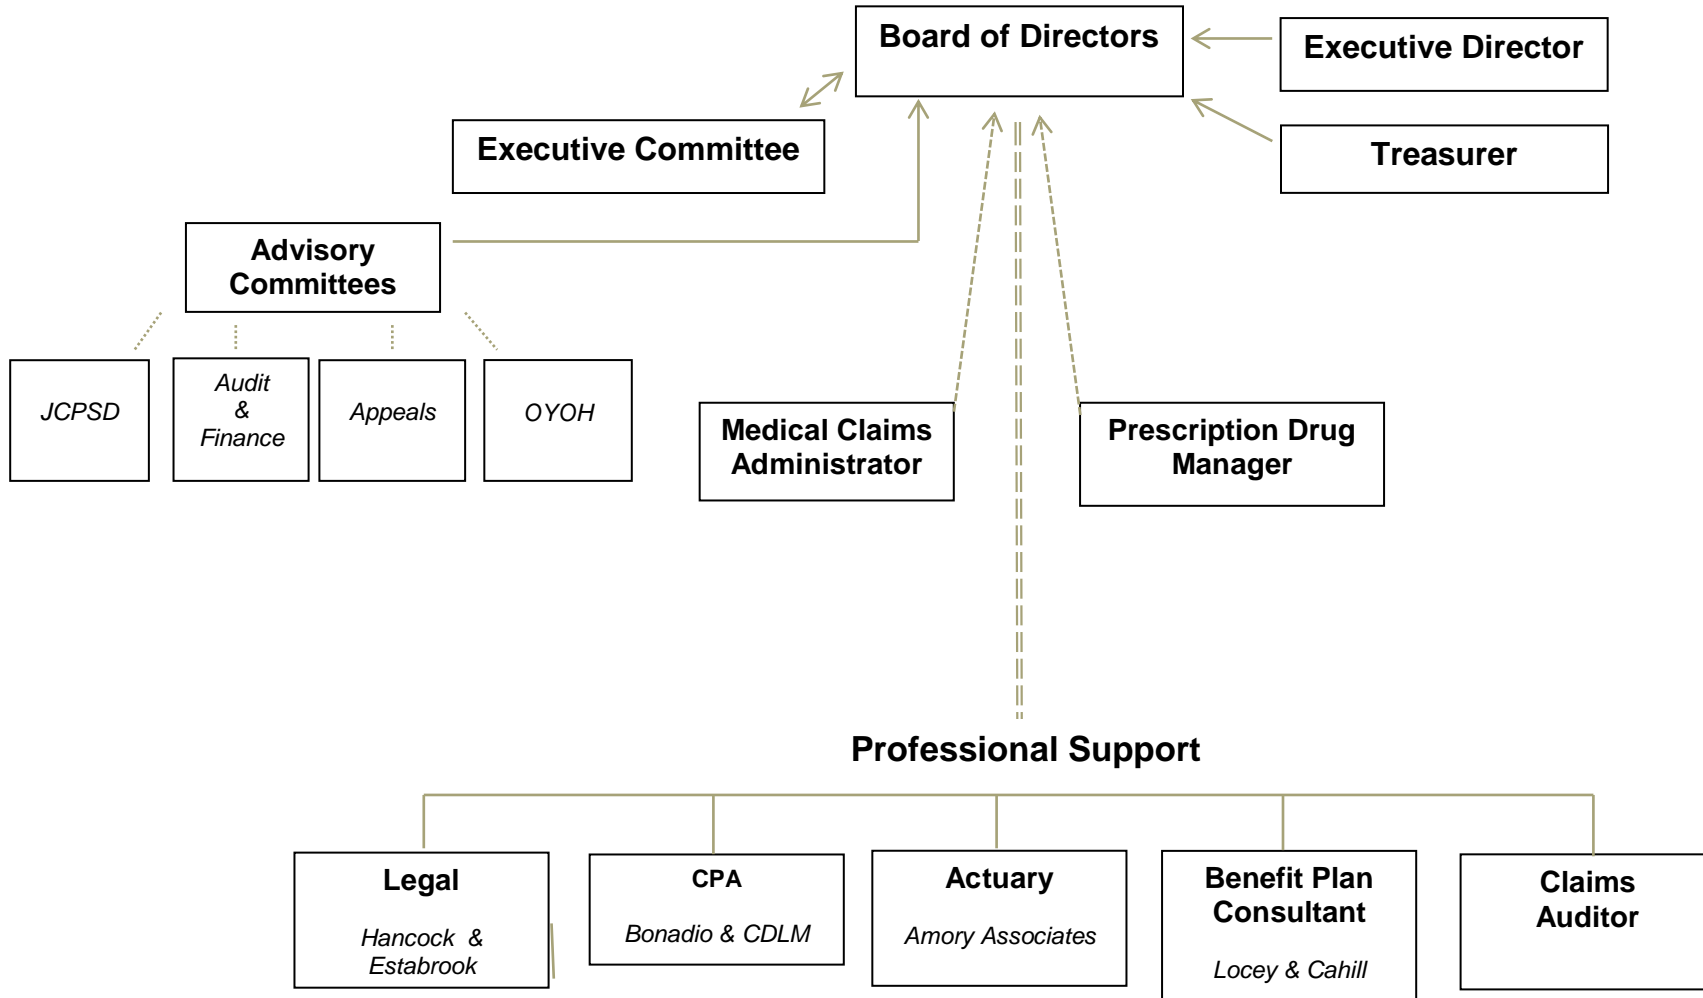 Board of Directors
Executive Director
Executive Committee
Treasurer
Advisory
Committees
JCPSD
Audit
&
Finance
Appeals
OYOH
Medical Claims
Administrator
Prescription Drug
Manager
Professional Support
Legal
Hancock &
Estabrook
CPA
Bonadio & CDLM
Actuary
Amory Associates
Benefit Plan
Consultant
Locey & Cahill
Claims
Auditor